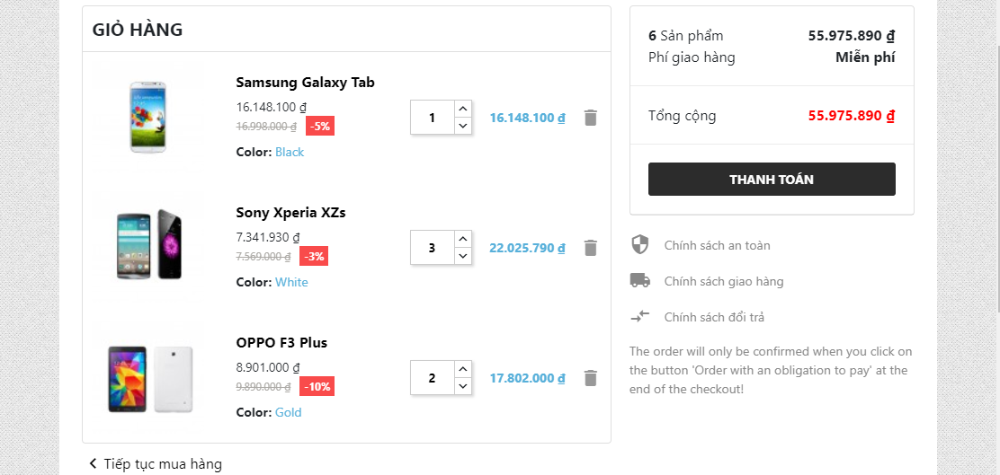 GIỎ HÀNG
Samsung Galaxy Tab
16.148.100 ₫
16.998.000 ₫ -5%
Color: Black
1
16.148.100 ₫
Sony Xperia XZs
7.341.930 ₫
7.569.000 ₫ -3%
Color: White
3
22.025.790 ₫
OPPO F3 Plus
8.901.000 ₫
9.890.000 ₫ -10%
Color: Gold
2
17.802.000 ₫
Tiếp tục mua hàng
6 Sản phẩm 55.975.890 ₫
Phí giao hàng Miễn phí
Tổng cộng 55.975.890 ₫
THANH TOÁN
Chính sách an toàn
Chính sách giao hàng
Chính sách đổi trả
The order will only be confirmed when you click on
the button 'Order with an obligation to pay' at the
end of the checkout!